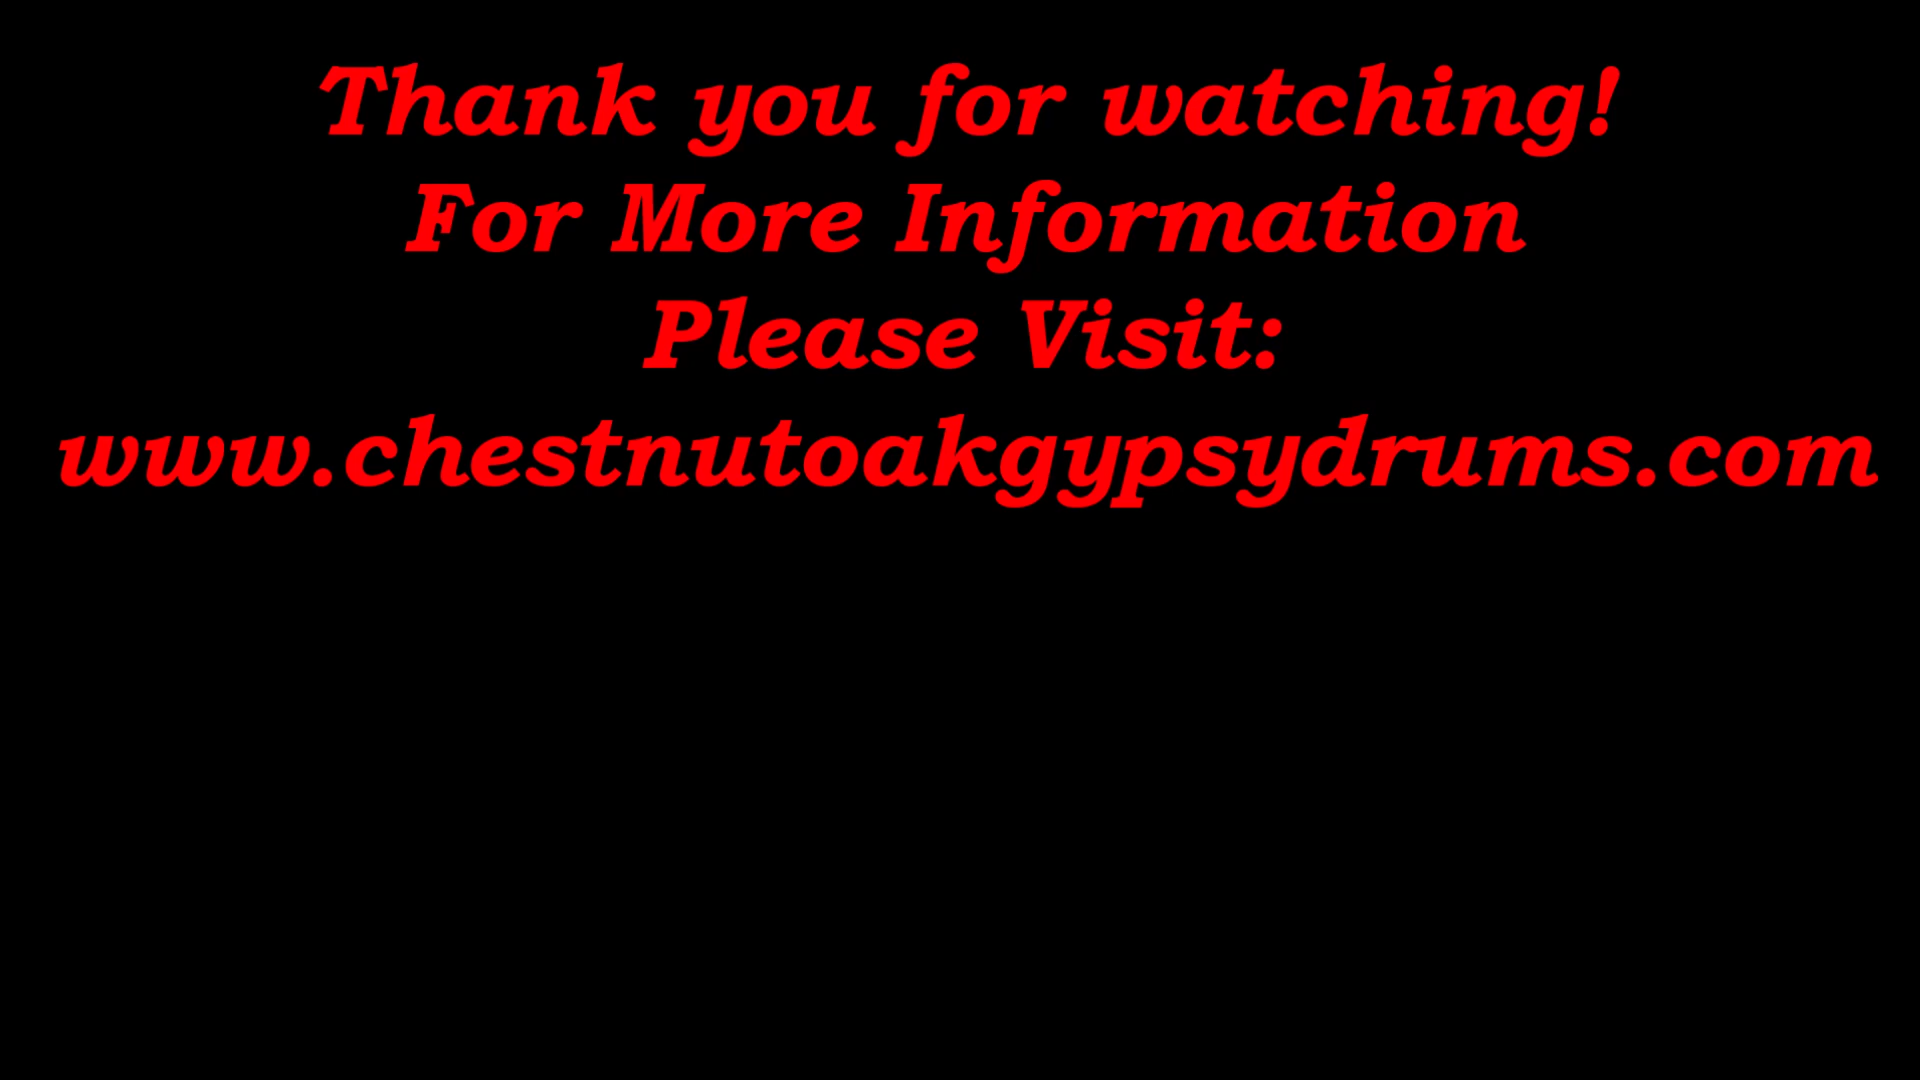 Thank you for watching!
For More Information
Please Visit:
www.chestnutoakgypsydrums.com